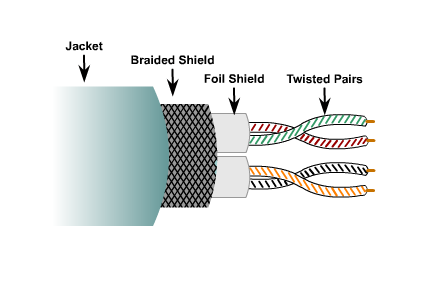 Jacket
Braided Shield
Foil Shield
Twisted Pairs